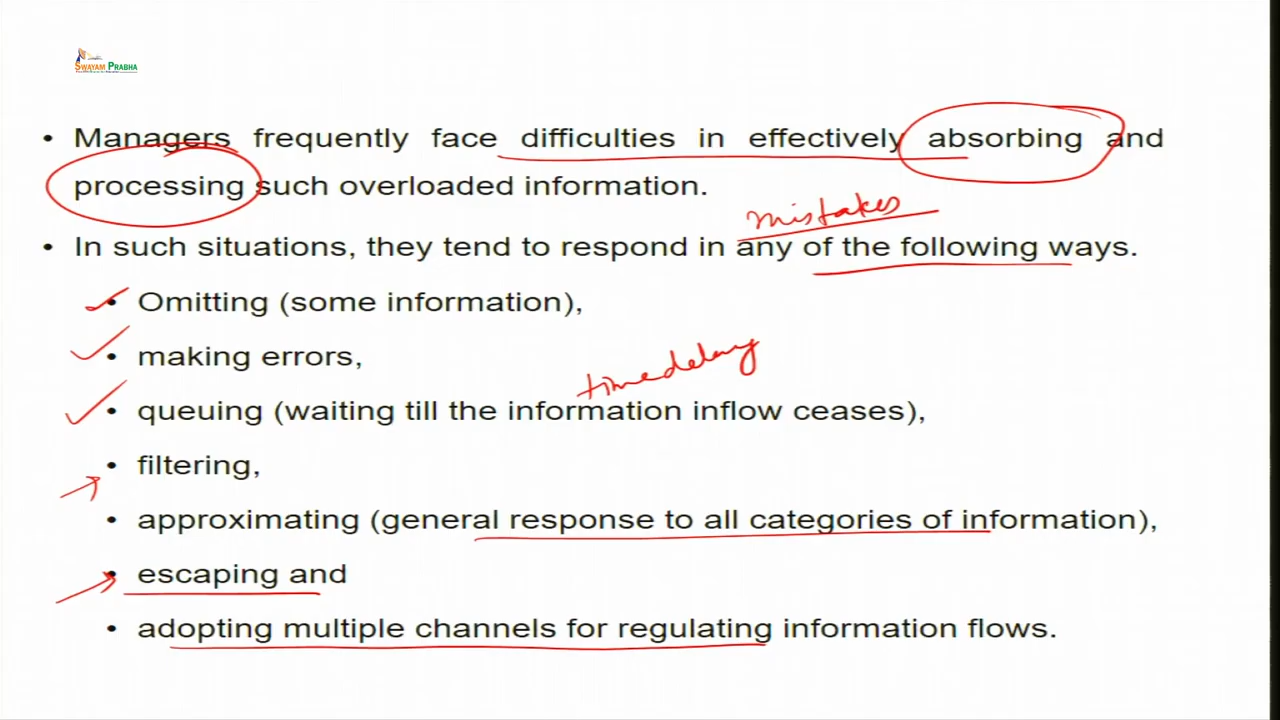 SWAYAM PRABHA
• Managers frequently face difficulties in effectively absorbing and
processing such overloaded information.
mistakes
• In such situations, they tend to respond in any of the following ways.
• Omitting (some information),
• making errors,
time delay
• queuing (waiting till the information inflow ceases),
• filtering,
• approximating (general response to all categories of information),
• escaping and
• adopting multiple channels for regulating information flows.